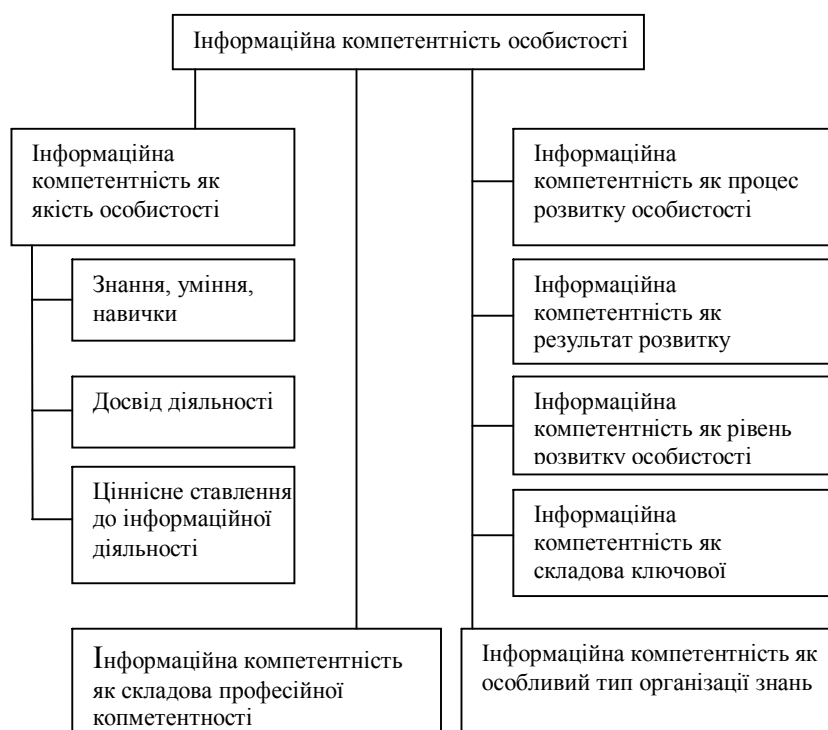 Інформаційна компетентність особистості
Інформаційна
компетентність як
якість особистості
Знання, уміння,
навички
Досвід діяльності
Ціннісне ставлення
до інформаційної
діяльності
Інформаційна компетентність
як складова професійної
копметентності
Інформаційна
компетентність як процес
розвитку особистості
Інформаційна
компетентність як
результат розвитку
Інформаційна
компетентність як рівень
розвитку особистості
Інформаційна
компетентність як
складова ключової
Інформаційна компетентність як
особливий тип організації знань